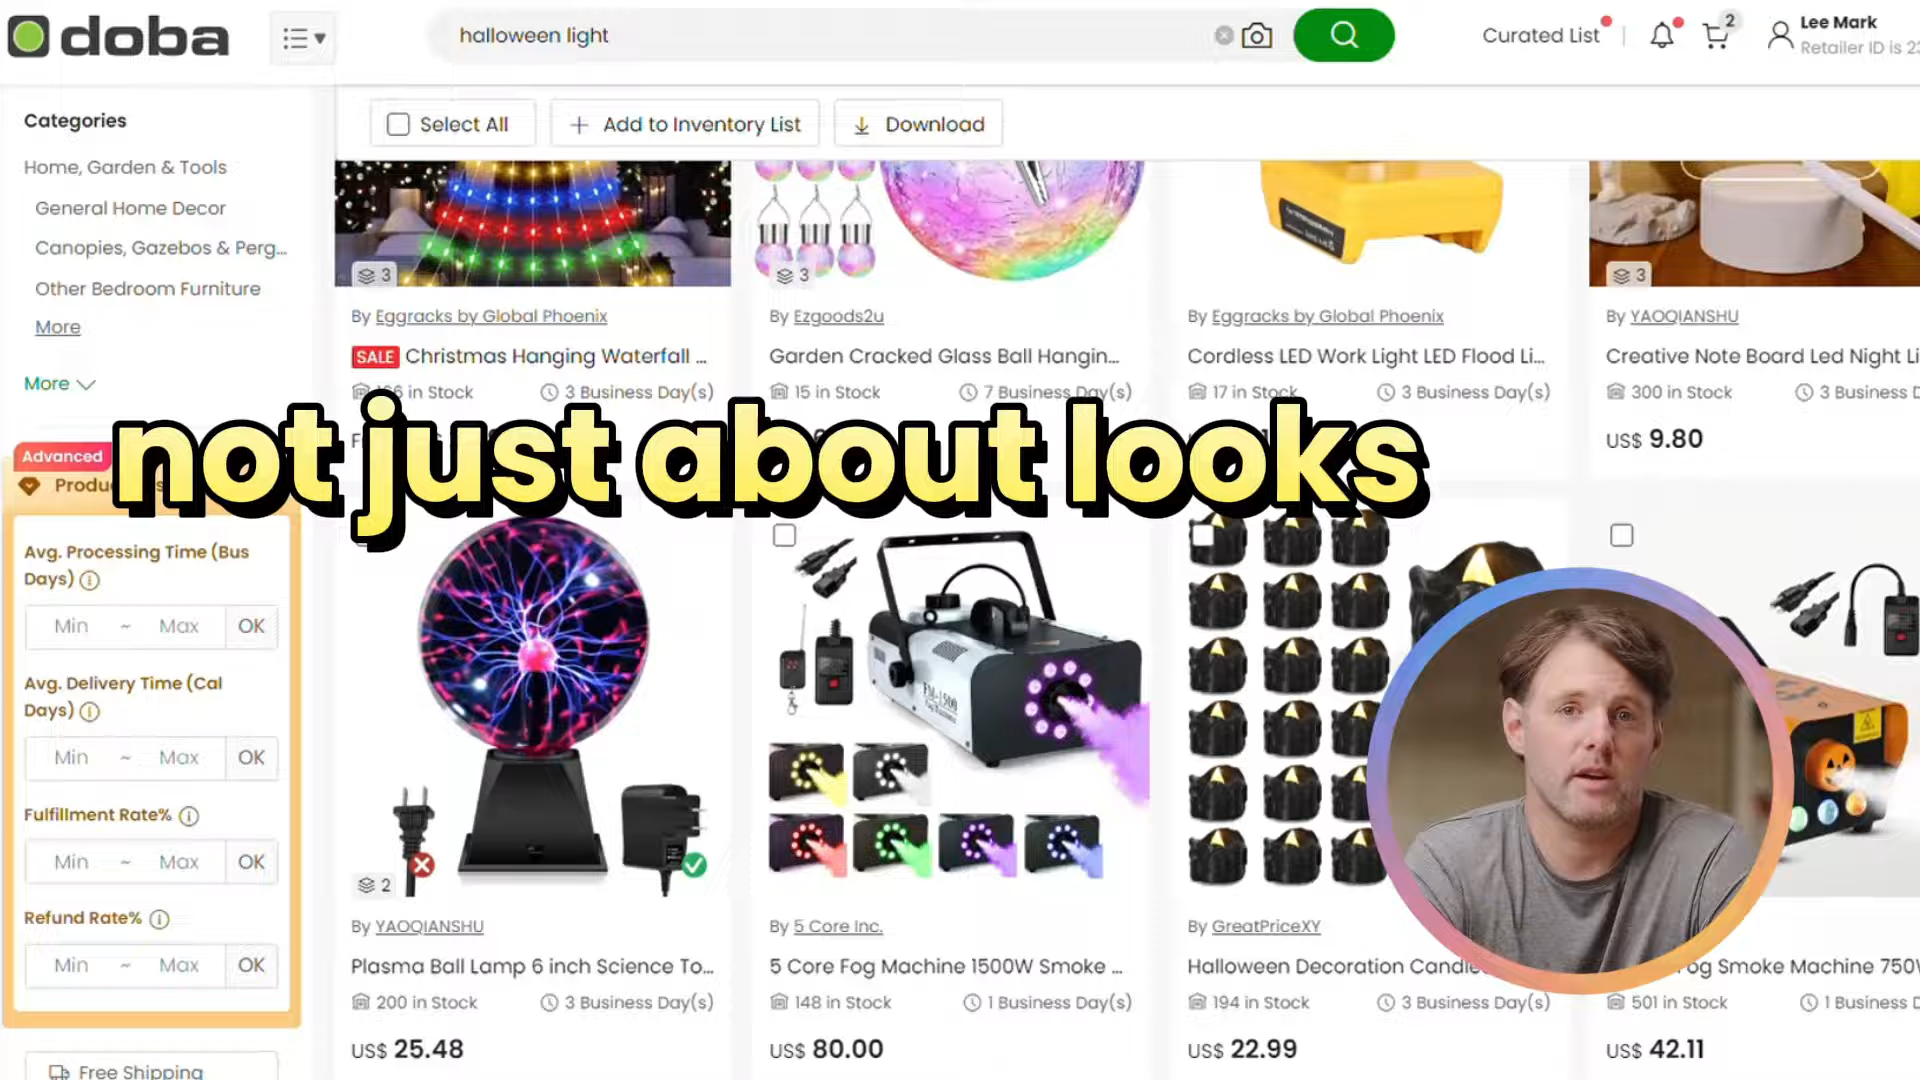 doba
halloween light
Curated List
2
Lee Mark
Retailer ID is 2
Categories
Home, Garden & Tools
General Home Decor
Canopies, Gazebos & Perg...
Other Bedroom Furniture
More
More
Select All
Add to Inventory List
Download
3
By Eggracks by Global Phoenix
SALE Christmas Hanging Waterfall ...
in Stock
3 Business Day(s)
3
By Ezgoods2u
Garden Cracked Glass Ball Hangin...
15 in Stock
7 Business Day(s)
By Eggracks by Global Phoenix
Cordless LED Work Light LED Flood Li...
17 in Stock
3 Business Day(s)
3
By YAOQIANSHU
Creative Note Board Led Night Li
300 in Stock
3 Business D
US$ 9.80
not just about looks
Advanced
Avg. Processing Time (Bus
Days)
Min ~ Max OK
Avg. Delivery Time (Cal
Days)
Min ~ Max OK
Fulfillment Rate%
Min ~ Max OK
Refund Rate%
Min ~ Max OK
Free Shipping
2
By YAOQIANSHU
Plasma Ball Lamp 6 inch Science To...
200 in Stock
3 Business Day(s)
US$ 25.48
FM-1500
By 5 Core Inc.
5 Core Fog Machine 1500W Smoke ...
148 in Stock
1 Business Day(s)
US$ 80.00
By GreatPriceXY
Halloween Decoration Candle
194 in Stock
3 Business Day(s)
US$ 22.99
Smoke Machine 750W
501 in Stock
1 Business D
US$ 42.11